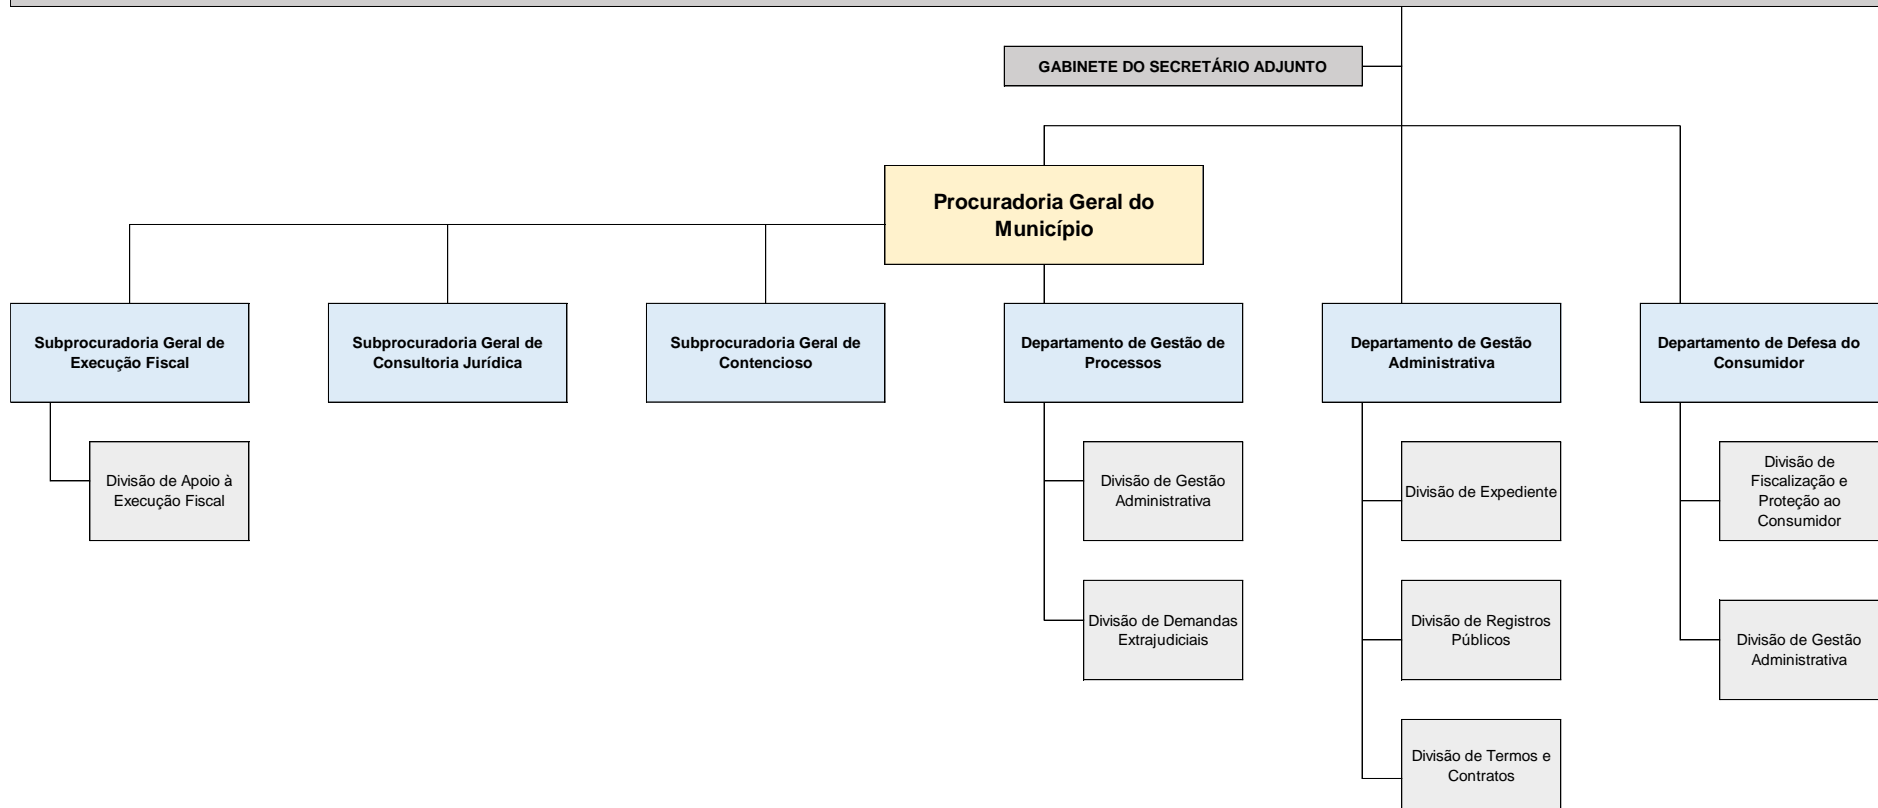 GABINETE DO SECRETÁRIO ADJUNTO
Procuradoria Geral do
Município
Subprocuradoria Geral de
Execução Fiscal
Subprocuradoria Geral de
Consultoria Jurídica
Subprocuradoria Geral de
Contencioso
Departamento de Gestão de
Processos
Departamento de Gestão
Administrativa
Departamento de Defesa do
Consumidor
Divisão de Apoio à
Execução Fiscal
Divisão de Gestão
Administrativa
Divisão de Expediente
Divisão de
Fiscalização e
Proteção ao
Consumidor
Divisão de Demandas
Extrajudiciais
Divisão de Registros
Públicos
Divisão de Gestão
Administrativa
Divisão de Termos e
Contratos